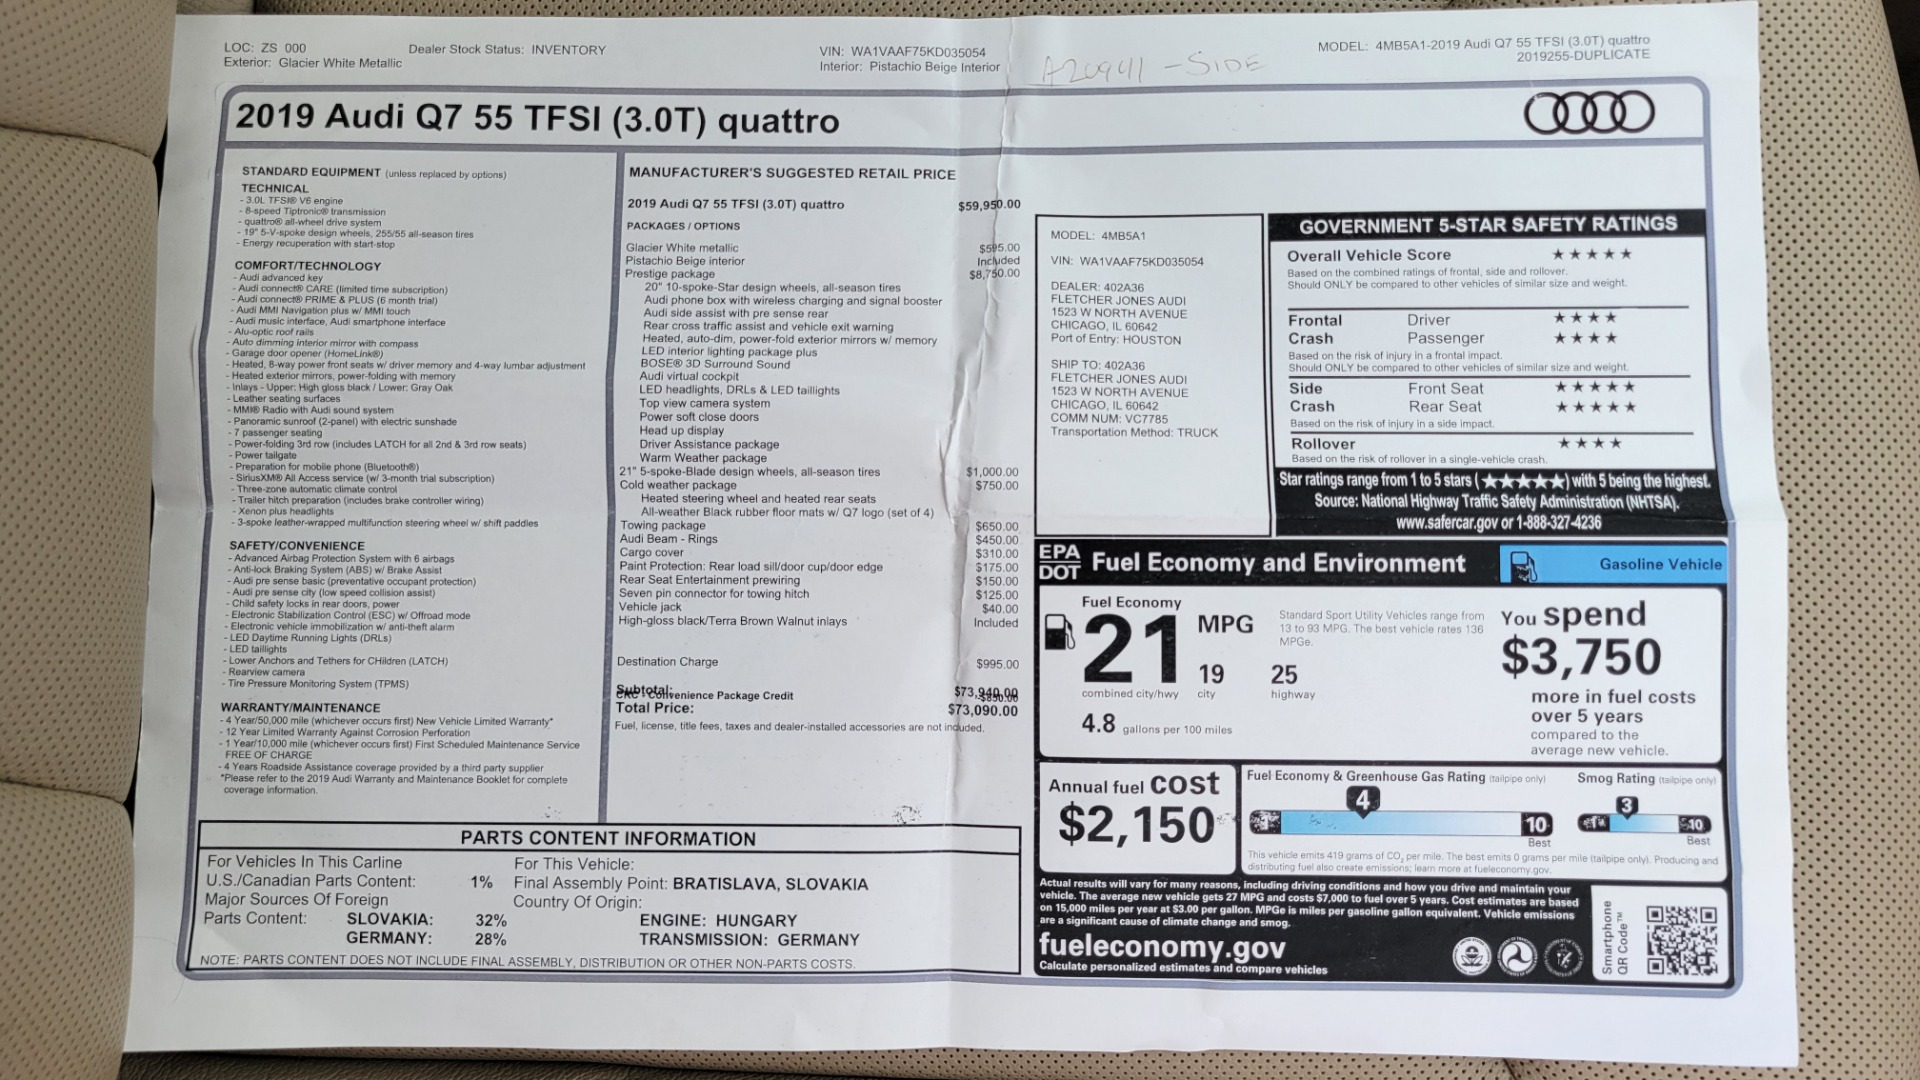 LOC: ZS 000
Dealer Stock Status: INVENTORY
VIN: WA1VAAF75KD035054
MODEL: 4MB5A1-2019 Audi Q7 55 TFSI (3.0T) quattro
Exterior: Glacier White Metallic
Interior: Pistachio Beige Interior
2019255-DUPLICATE
A20941 - SIDE
2019 Audi Q7 55 TFSI (3.0T) quattro
STANDARD EQUIPMENT (unless replaced by options)
TECHNICAL
- 3.0L TFSI® V6 engine
- 8-speed Tiptronic® transmission
- quattro® all-wheel drive system
- 19" 5-V-spoke design wheels, 255/55 all-season tires
- Energy recuperation with start-stop
COMFORT/TECHNOLOGY
- Audi advanced key
- Audi connect® CARE (limited time subscription)
- Audi connect® PRIME & PLUS (6 month trial)
- Audi MMI Navigation plus w/ MMI touch
- Audi music interface, Audi smartphone interface
- Alu-optic roof rails
- Auto dimming interior mirror with compass
- Garage door opener (HomeLink®)
- Heated, 8-way power front seats w/ driver memory and 4-way lumbar adjustment
- Heated exterior mirrors, power-folding with memory
- Inlays - Upper: High gloss black / Lower: Gray Oak
- Leather seating surfaces
- MMI® Radio with Audi sound system
- Panoramic sunroof (2-panel) with electric sunshade
- 7 passenger seating
- Power-folding 3rd row (includes LATCH for all 2nd & 3rd row seats)
- Power tailgate
- Preparation for mobile phone (Bluetooth®)
- SiriusXM® All Access service (w/ 3-month trial subscription)
- Three-zone automatic climate control
- Trailer hitch preparation (includes brake controller wiring)
- Xenon plus headlights
- 3-spoke leather-wrapped multifunction steering wheel w/ shift paddles
SAFETY/CONVENIENCE
- Advanced Airbag Protection System with 6 airbags
- Anti-lock Braking System (ABS) w/ Brake Assist
- Audi pre sense basic (preventative occupant protection)
- Audi pre sense city (low speed collision assist)
- Child safety locks in rear doors, power
- Electronic Stabilization Control (ESC) w/ Offroad mode
- Electronic vehicle immobilization w/ anti-theft alarm
- LED Daytime Running Lights (DRLs)
- LED taillights
- Lower Anchors and Tethers for CHildren (LATCH)
- Rearview camera
- Tire Pressure Monitoring System (TPMS)
WARRANTY/MAINTENANCE
- 4 Year/50,000 mile (whichever occurs first) New Vehicle Limited Warranty*
- 12 Year Limited Warranty Against Corrosion Perforation
- 1 Year/10,000 mile (whichever occurs first) First Scheduled Maintenance Service
FREE OF CHARGE
- 4 Years Roadside Assistance coverage provided by a third party supplier
*Please refer to the 2019 Audi Warranty and Maintenance Booklet for complete
coverage information.
MANUFACTURER'S SUGGESTED RETAIL PRICE
2019 Audi Q7 55 TFSI (3.0T) quattro $59,950.00
PACKAGES / OPTIONS
Glacier White metallic $595.00
Pistachio Beige interior Included
Prestige package $8,750.00
20" 10-spoke-Star design wheels, all-season tires
Audi phone box with wireless charging and signal booster
Audi side assist with pre sense rear
Rear cross traffic assist and vehicle exit warning
Heated, auto-dim, power-fold exterior mirrors w/ memory
LED interior lighting package plus
BOSE® 3D Surround Sound
Audi virtual cockpit
LED headlights, DRLs & LED taillights
Top view camera system
Power soft close doors
Head up display
Driver Assistance package
Warm Weather package
21" 5-spoke-Blade design wheels, all-season tires $1,000.00
Cold weather package $750.00
Heated steering wheel and heated rear seats
All-weather Black rubber floor mats w/ Q7 logo (set of 4)
Towing package $650.00
Audi Beam - Rings $450.00
Cargo cover $310.00
Paint Protection: Rear load sill/door cup/door edge $175.00
Rear Seat Entertainment prewiring $150.00
Seven pin connector for towing hitch $125.00
Vehicle jack $40.00
High-gloss black/Terra Brown Walnut inlays Included
Destination Charge $995.00
Subtotal: $73,940.00
Convenience Package Credit $850.00
Total Price: $73,090.00
Fuel, license, title fees, taxes and dealer-installed accessories are not included.
MODEL: 4MB5A1
VIN: WA1VAAF75KD035054
DEALER: 402A36
FLETCHER JONES AUDI
1523 W NORTH AVENUE
CHICAGO, IL 60642
Port of Entry: HOUSTON
SHIP TO: 402A36
FLETCHER JONES AUDI
1523 W NORTH AVENUE
CHICAGO, IL 60642
COMM NUM: VC7785
Transportation Method: TRUCK
GOVERNMENT 5-STAR SAFETY RATINGS
Overall Vehicle Score ★★★★★
Based on the combined ratings of frontal, side and rollover.
Should ONLY be compared to other vehicles of similar size and weight.
Frontal Driver ★★★★
Crash Passenger ★★★★
Based on the risk of injury in a frontal impact.
Should ONLY be compared to other vehicles of similar size and weight.
Side Front Seat ★★★★★
Crash Rear Seat ★★★★★
Based on the risk of injury in a side impact.
Rollover ★★★★
Based on the risk of rollover in a single-vehicle crash.
Star ratings range from 1 to 5 stars (★★★★★) with 5 being the highest.
Source: National Highway Traffic Safety Administration (NHTSA).
www.safercar.gov or 1-888-327-4236
EPA
DOT
Fuel Economy and Environment
Gasoline Vehicle
Fuel Economy
21 MPG
combined city/hwy
19
city
25
highway
4.8 gallons per 100 miles
Standard Sport Utility Vehicles range from
13 to 93 MPG. The best vehicle rates 136
MPGe.
You spend
$3,750
more in fuel costs
over 5 years
compared to the
average new vehicle.
Annual fuel cost
$2,150
Fuel Economy & Greenhouse Gas Rating (tailpipe only)
4
1
10
Best
Smog Rating (tailpipe only)
3
1
10
Best
This vehicle emits 419 grams of CO2 per mile. The best emits 0 grams per mile (tailpipe only). Producing and
distributing fuel also create emissions; learn more at fueleconomy.gov.
Actual results will vary for many reasons, including driving conditions and how you drive and maintain your
vehicle. The average new vehicle gets 27 MPG and costs $7,000 to fuel over 5 years. Cost estimates are based
on 15,000 miles per year at $3.00 per gallon. MPGe is miles per gasoline gallon equivalent. Vehicle emissions
are a significant cause of climate change and smog.
fueleconomy.gov
Calculate personalized estimates and compare vehicles
Smartphone
QR Code™
PARTS CONTENT INFORMATION
For Vehicles In This Carline
U.S./Canadian Parts Content: 1%
Major Sources Of Foreign
Parts Content: SLOVAKIA: 32%
GERMANY: 28%
For This Vehicle:
Final Assembly Point: BRATISLAVA, SLOVAKIA
Country Of Origin:
ENGINE: HUNGARY
TRANSMISSION: GERMANY
NOTE: PARTS CONTENT DOES NOT INCLUDE FINAL ASSEMBLY, DISTRIBUTION OR OTHER NON-PARTS COSTS.